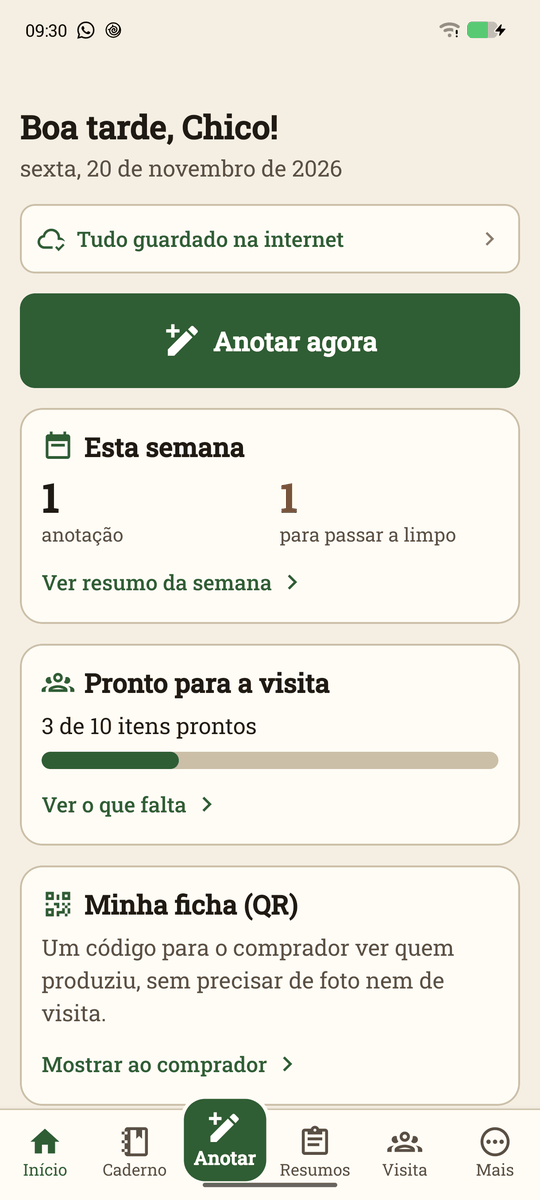 09:30
Boa tarde, Chico!
sexta, 20 de novembro de 2026
Tudo guardado na internet
Anotar agora
Esta semana
1 1
anotação para passar a limpo
Ver resumo da semana
Pronto para a visita
3 de 10 itens prontos
Ver o que falta
Minha ficha (QR)
Um código para o comprador ver quem
produziu, sem precisar de foto nem de
visita.
Mostrar ao comprador
Início Caderno Anotar Resumos Visita Mais